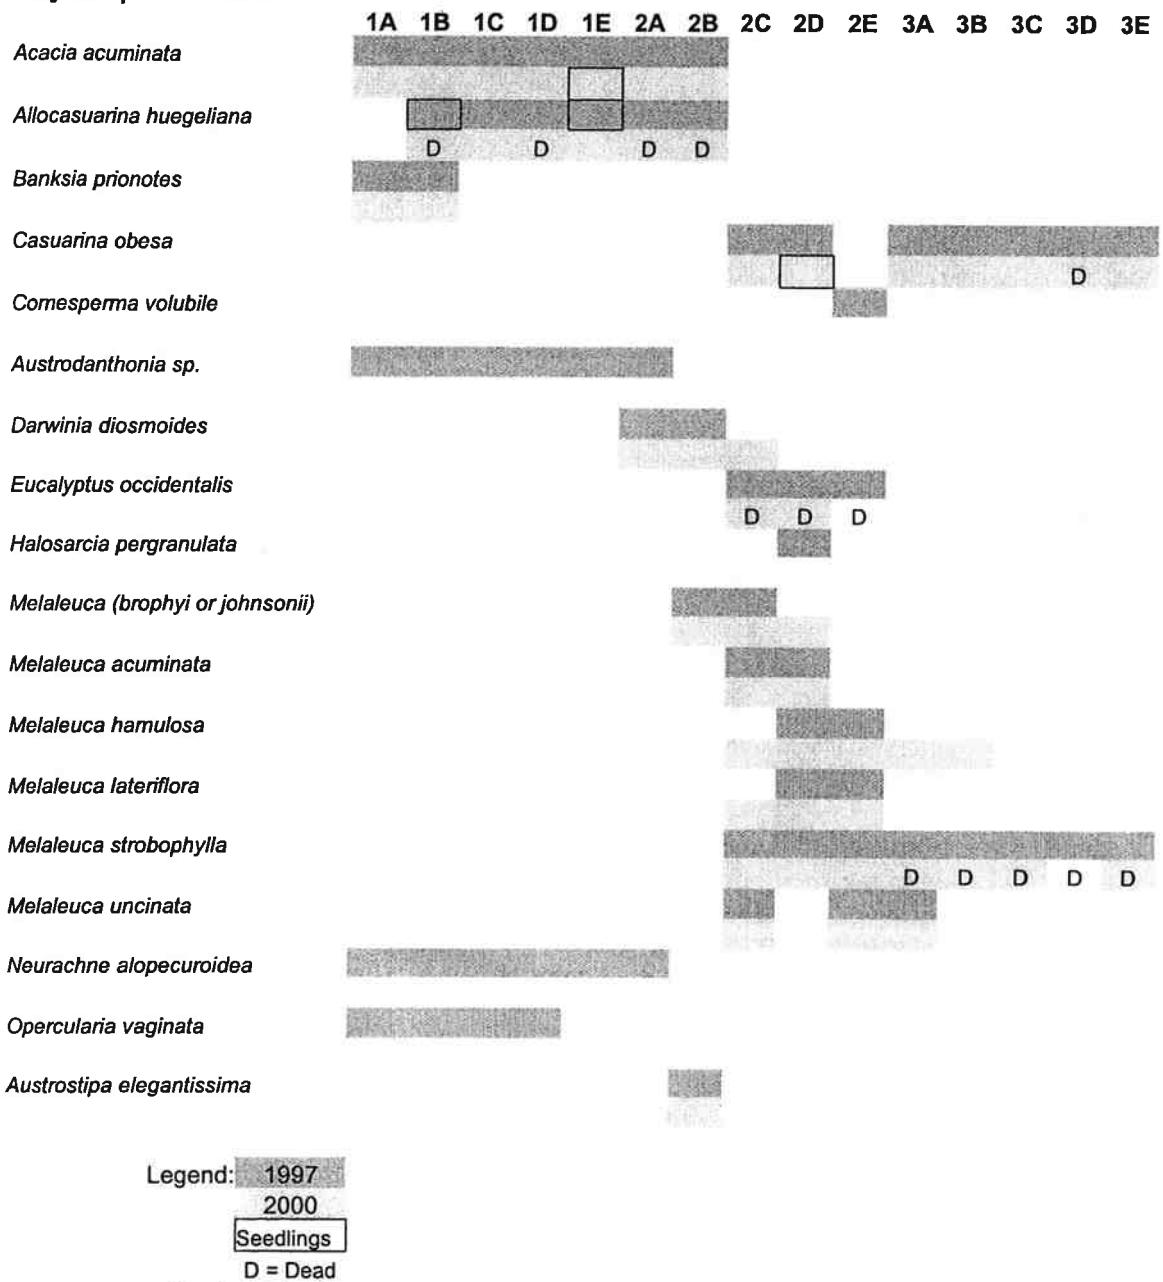 1A 1B 1C 1D 1E 2A 2B 2C 2D 2E 3A 3B 3C 3D 3E
Acacia acuminata
Allocasuarina huegeliana
D D D D
Banksia prionotes
Casuarina obesa
D
Comesperma volubile
Austrodanthonia sp.
Darwinia diosmoides
Eucalyptus occidentalis
D D D
Halosarcia pergranulata
Melaleuca (brophyi or johnsonii)
Melaleuca acuminata
Melaleuca hamulosa
Melaleuca lateriflora
Melaleuca strobophylla
D D D D D
Melaleuca uncinata
Neurachne alopecuroidea
Opercularia vaginata
Austrostipa elegantissima
Legend: 1997
2000
Seedlings
D = Dead